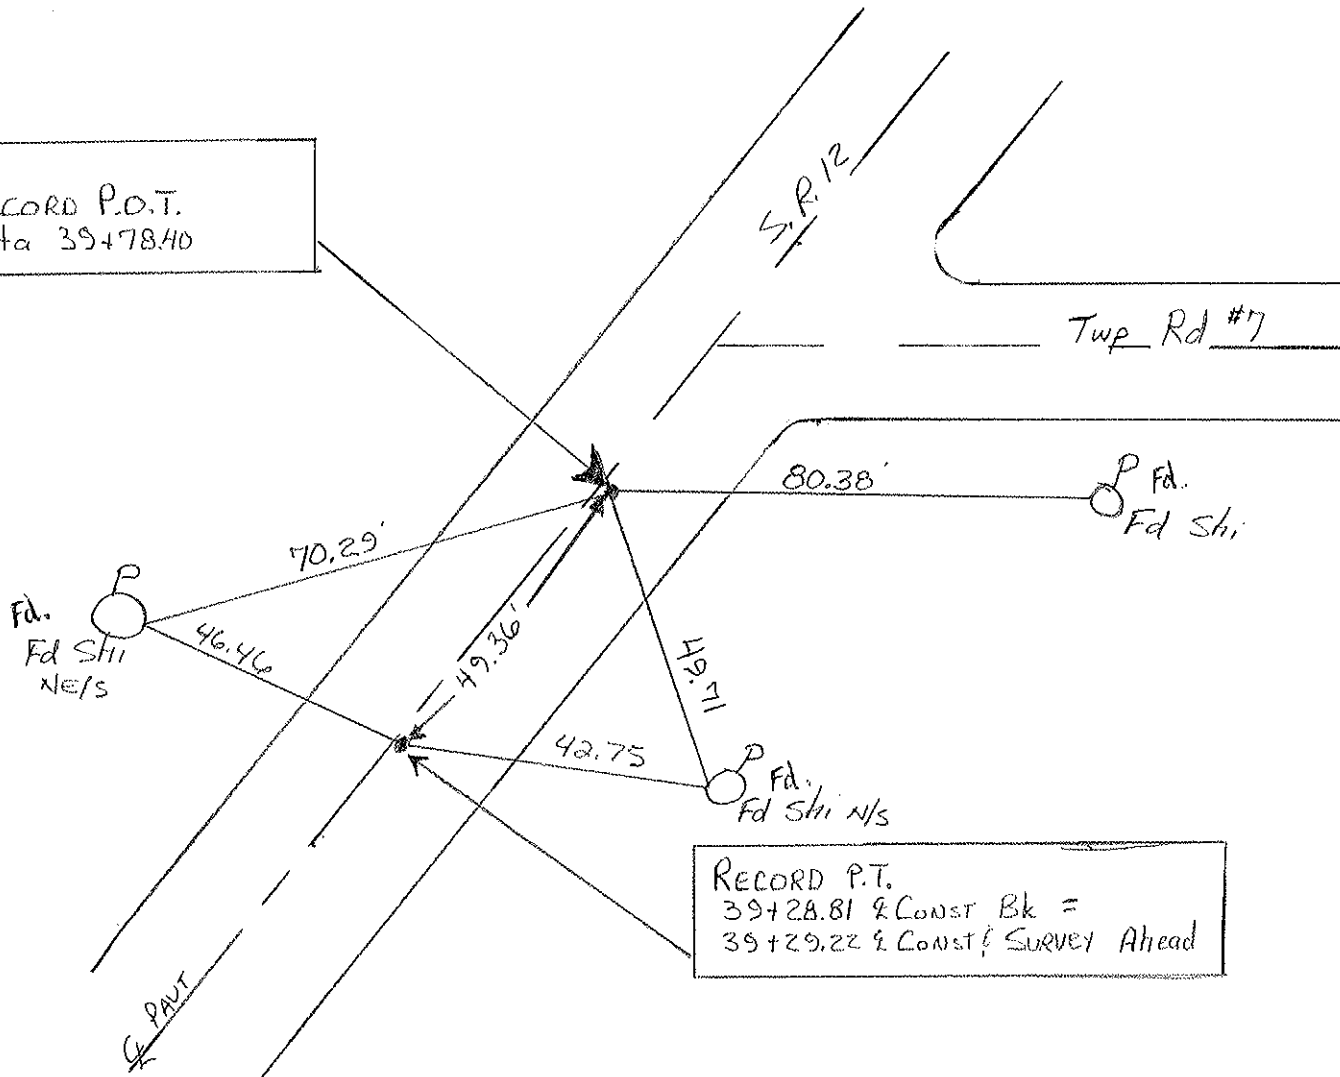 CORD P.O.T.
ta 39+78.40
S.R. 12
Twp Rd #7
80.38'
P Fd.
Fd Shi
70.29'
P
Fd.
Fd Shi
NE/S
46.46
49.36'
49.71
42.75
P Fd.
Fd Shi N/S
RECORD P.T.
39+28.81 ℄ CONST Bk =
39+29.22 ℄ CONST & SURVEY Ahead
℄ PAVT